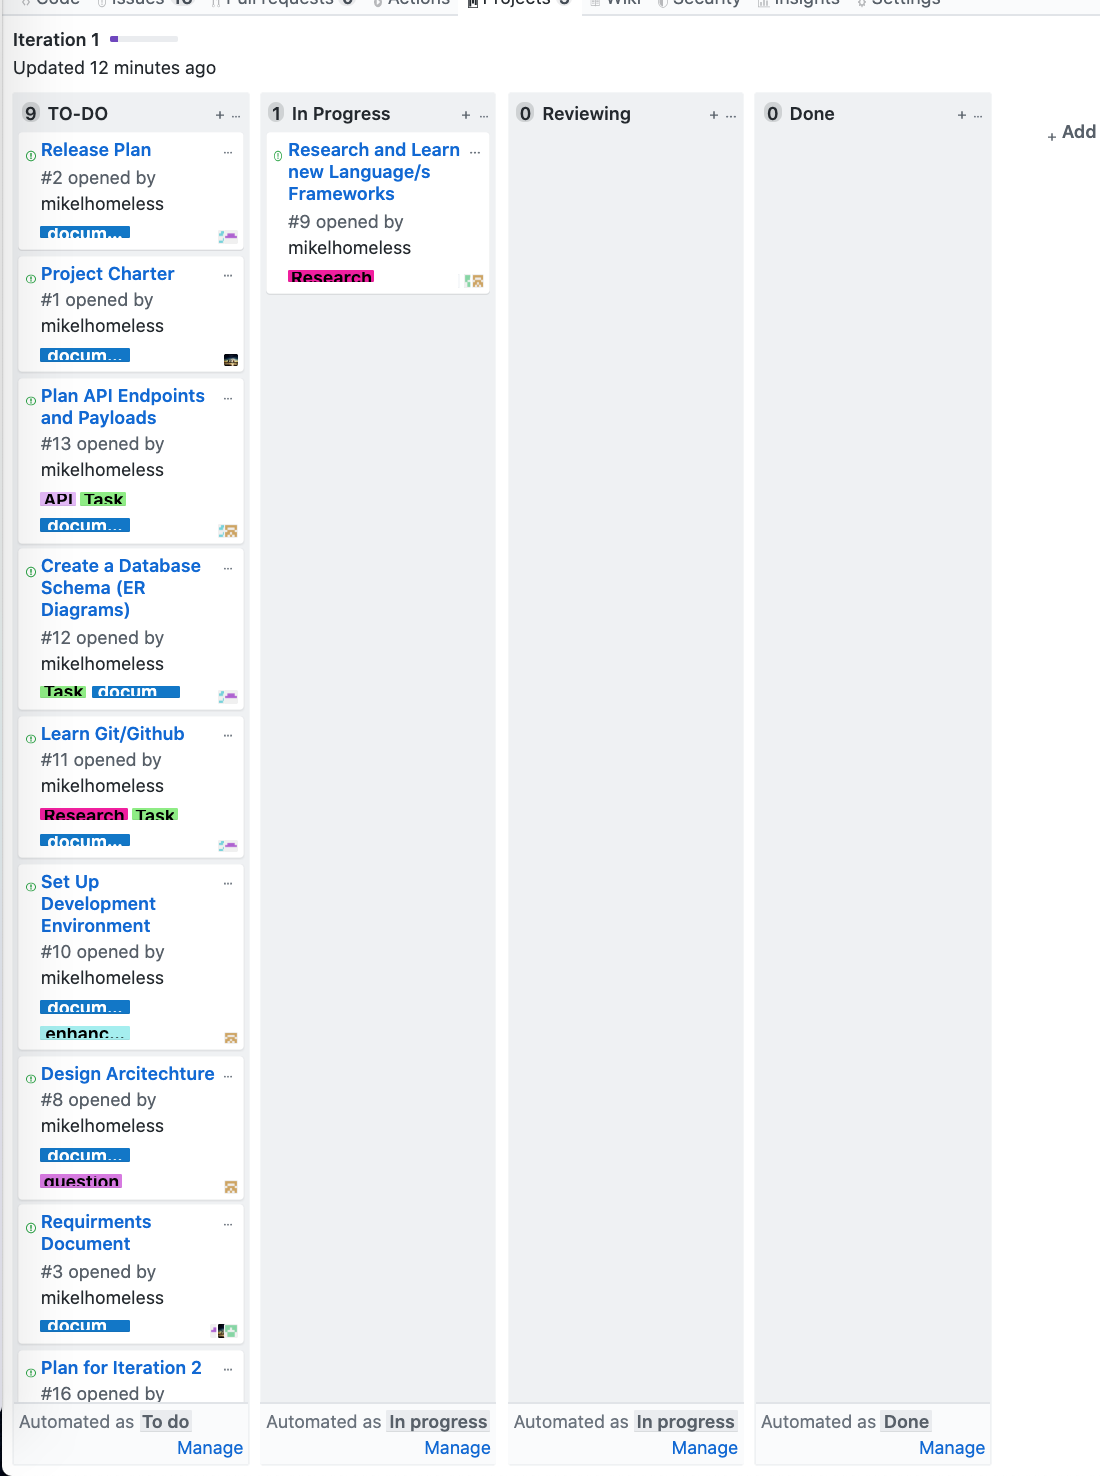 Code Issues 10 Pull requests 0 Actions Projects 3 Wiki Security Insights Settings
Iteration 1
Updated 12 minutes ago
9 TO-DO + ...
Release Plan ...
#2 opened by
mikelhomeless
docum...
Project Charter ...
#1 opened by
mikelhomeless
docum...
Plan API Endpoints ...
and Payloads
#13 opened by
mikelhomeless
API Task
docum...
Create a Database ...
Schema (ER
Diagrams)
#12 opened by
mikelhomeless
Task docum...
Learn Git/Github ...
#11 opened by
mikelhomeless
Research Task
docum...
Set Up ...
Development
Environment
#10 opened by
mikelhomeless
docum...
enhanc...
Design Arcitechture ...
#8 opened by
mikelhomeless
docum...
question
Requirments ...
Document
#3 opened by
mikelhomeless
docum...
Plan for Iteration 2 ...
#16 opened by
Automated as To do
Manage
1 In Progress + ...
Research and Learn ...
new Language/s
Frameworks
#9 opened by
mikelhomeless
Research
Automated as In progress
Manage
0 Reviewing + ...
Automated as In progress
Manage
0 Done + ...
Automated as Done
Manage
+ Add